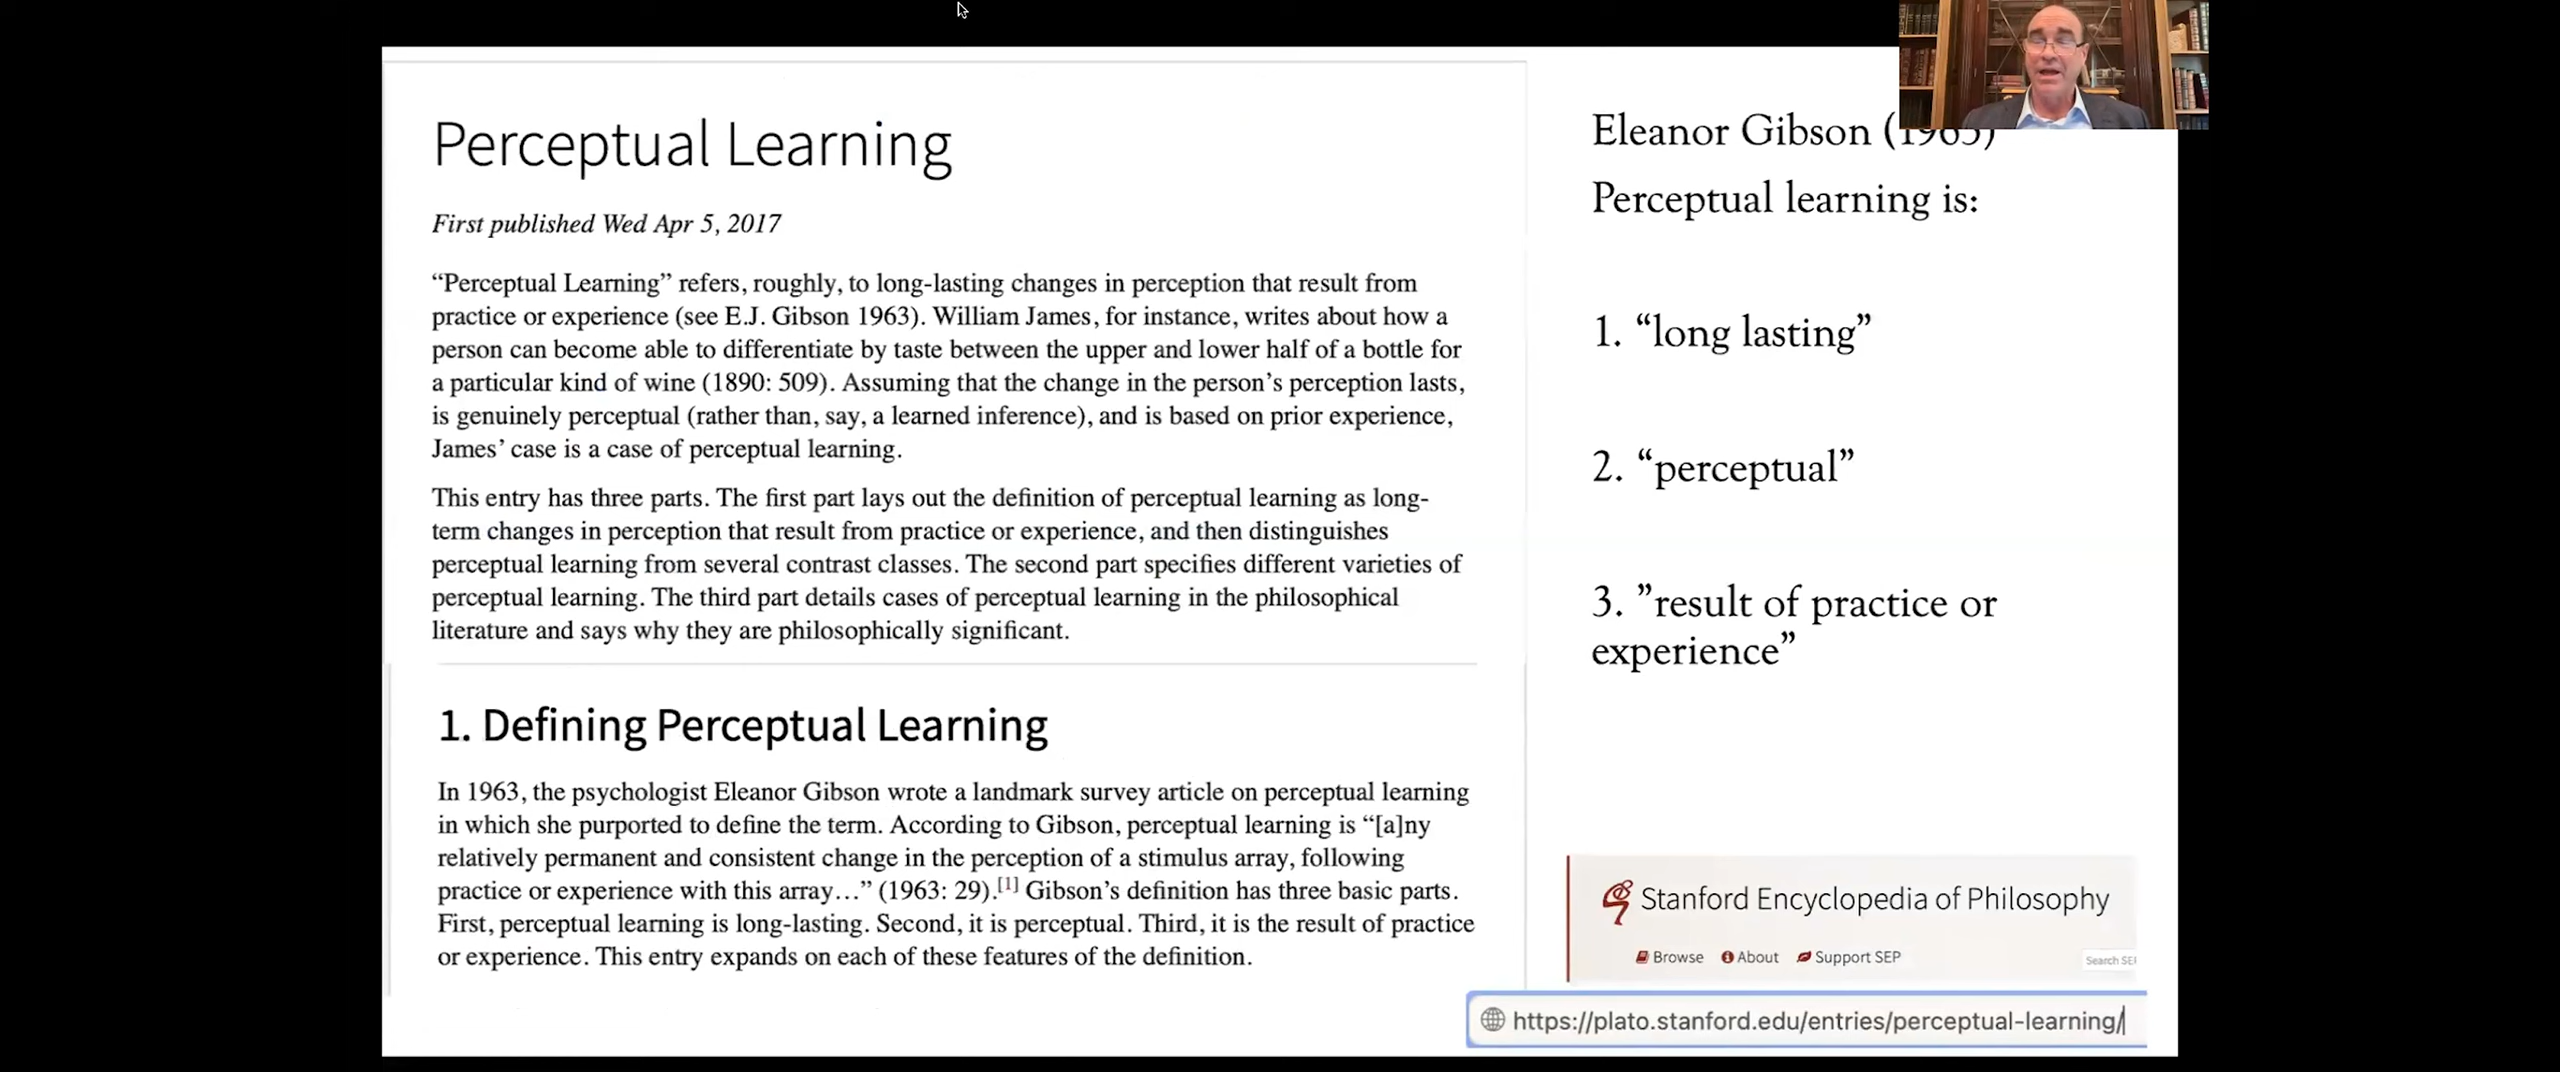 Perceptual Learning
First published Wed Apr 5, 2017
“Perceptual Learning” refers, roughly, to long-lasting changes in perception that result from
practice or experience (see E.J. Gibson 1963). William James, for instance, writes about how a
person can become able to differentiate by taste between the upper and lower half of a bottle for
a particular kind of wine (1890: 509). Assuming that the change in the person’s perception lasts,
is genuinely perceptual (rather than, say, a learned inference), and is based on prior experience,
James’ case is a case of perceptual learning.
This entry has three parts. The first part lays out the definition of perceptual learning as long-
term changes in perception that result from practice or experience, and then distinguishes
perceptual learning from several contrast classes. The second part specifies different varieties of
perceptual learning. The third part details cases of perceptual learning in the philosophical
literature and says why they are philosophically significant.
1. Defining Perceptual Learning
In 1963, the psychologist Eleanor Gibson wrote a landmark survey article on perceptual learning
in which she purported to define the term. According to Gibson, perceptual learning is “[a]ny
relatively permanent and consistent change in the perception of a stimulus array, following
practice or experience with this array…” (1963: 29).[1] Gibson’s definition has three basic parts.
First, perceptual learning is long-lasting. Second, it is perceptual. Third, it is the result of practice
or experience. This entry expands on each of these features of the definition.
Eleanor Gibson (1963)
Perceptual learning is:
1. “long lasting”
2. “perceptual”
3. ”result of practice or
experience”
Stanford Encyclopedia of Philosophy
Browse About Support SEP Search SEP
https://plato.stanford.edu/entries/perceptual-learning/